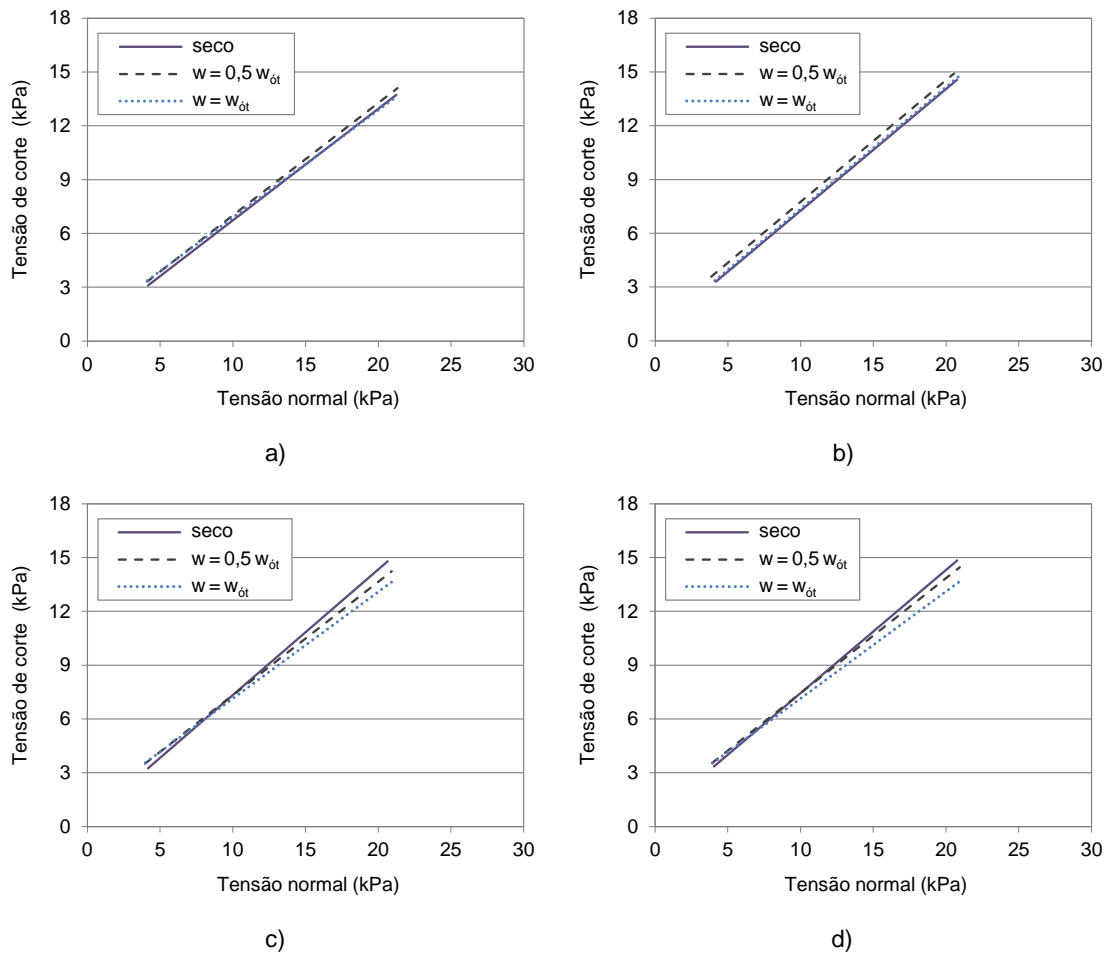 18
15
12
9
6
3
0
Tensão de corte (kPa)
seco
w = 0,5 wót
w = wót
0 5 10 15 20 25 30
Tensão normal (kPa)
a)
18
15
12
9
6
3
0
Tensão de corte (kPa)
seco
w = 0,5 wót
w = wót
0 5 10 15 20 25 30
Tensão normal (kPa)
b)
18
15
12
9
6
3
0
Tensão de corte (kPa)
seco
w = 0,5 wót
w = wót
0 5 10 15 20 25 30
Tensão normal (kPa)
c)
18
15
12
9
6
3
0
Tensão de corte (kPa)
seco
w = 0,5 wót
w = wót
0 5 10 15 20 25 30
Tensão normal (kPa)
d)